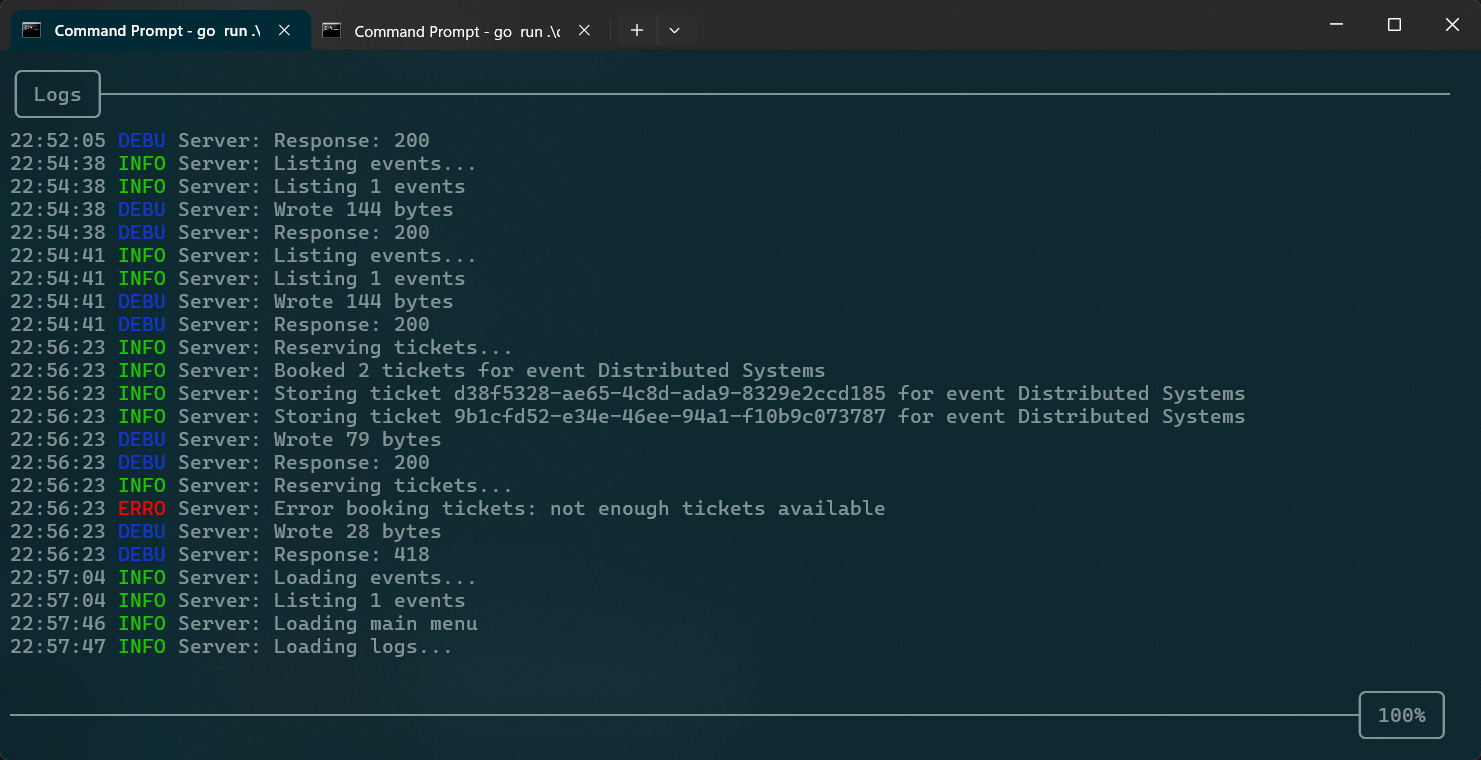 Command Prompt - go run .\
Command Prompt - go run .\c
Logs
22:52:05 DEBU Server: Response: 200
22:54:38 INFO Server: Listing events...
22:54:38 INFO Server: Listing 1 events
22:54:38 DEBU Server: Wrote 144 bytes
22:54:38 DEBU Server: Response: 200
22:54:41 INFO Server: Listing events...
22:54:41 INFO Server: Listing 1 events
22:54:41 DEBU Server: Wrote 144 bytes
22:54:41 DEBU Server: Response: 200
22:56:23 INFO Server: Reserving tickets...
22:56:23 INFO Server: Booked 2 tickets for event Distributed Systems
22:56:23 INFO Server: Storing ticket d38f5328-ae65-4c8d-ada9-8329e2ccd185 for event Distributed Systems
22:56:23 INFO Server: Storing ticket 9b1cfd52-e34e-46ee-94a1-f10b9c073787 for event Distributed Systems
22:56:23 DEBU Server: Wrote 79 bytes
22:56:23 DEBU Server: Response: 200
22:56:23 INFO Server: Reserving tickets...
22:56:23 ERRO Server: Error booking tickets: not enough tickets available
22:56:23 DEBU Server: Wrote 28 bytes
22:56:23 DEBU Server: Response: 418
22:57:04 INFO Server: Loading events...
22:57:04 INFO Server: Listing 1 events
22:57:46 INFO Server: Loading main menu
22:57:47 INFO Server: Loading logs...
100%